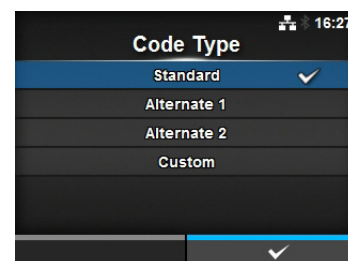 16:27
Code Type
Standard
Alternate 1
Alternate 2
Custom